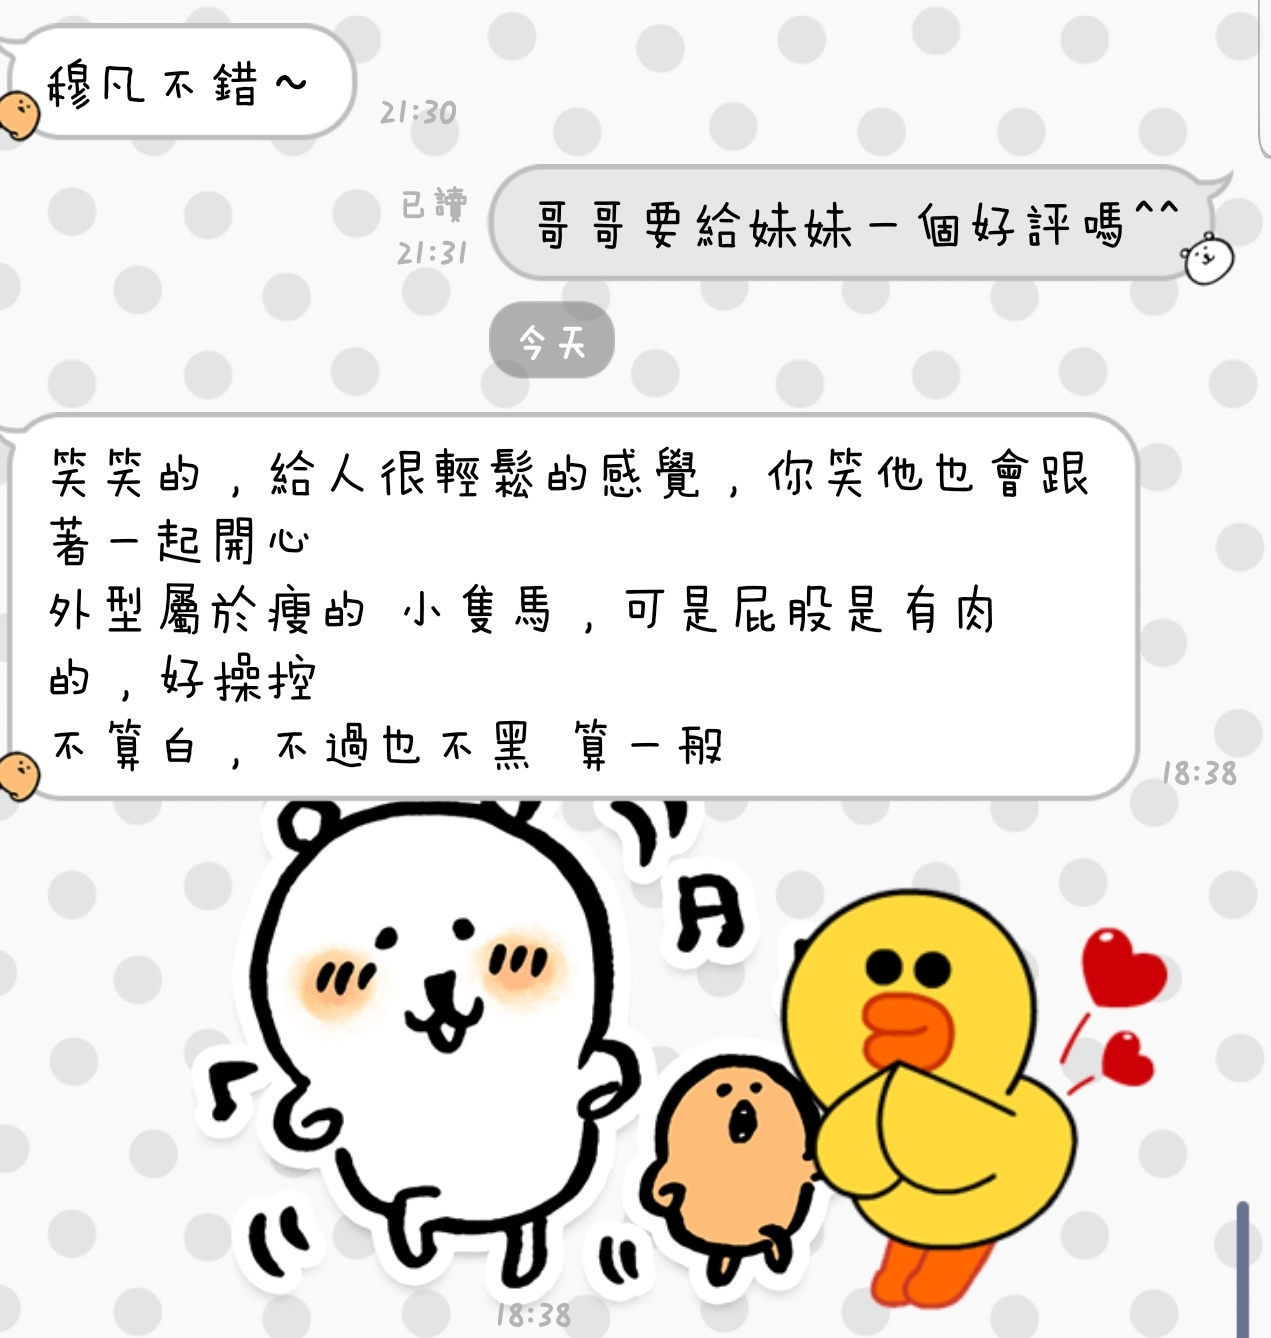 穆凡不錯～
21:30
已讀
21:31
哥哥要給妹妹一個好評嗎^^
今天
笑笑的，給人很輕鬆的感覺，你笑他也會跟
著一起開心
外型屬於瘦的 小隻馬，可是屁股是有肉
的，好操控
不算白，不過也不黑 算一般
18:38
18:38